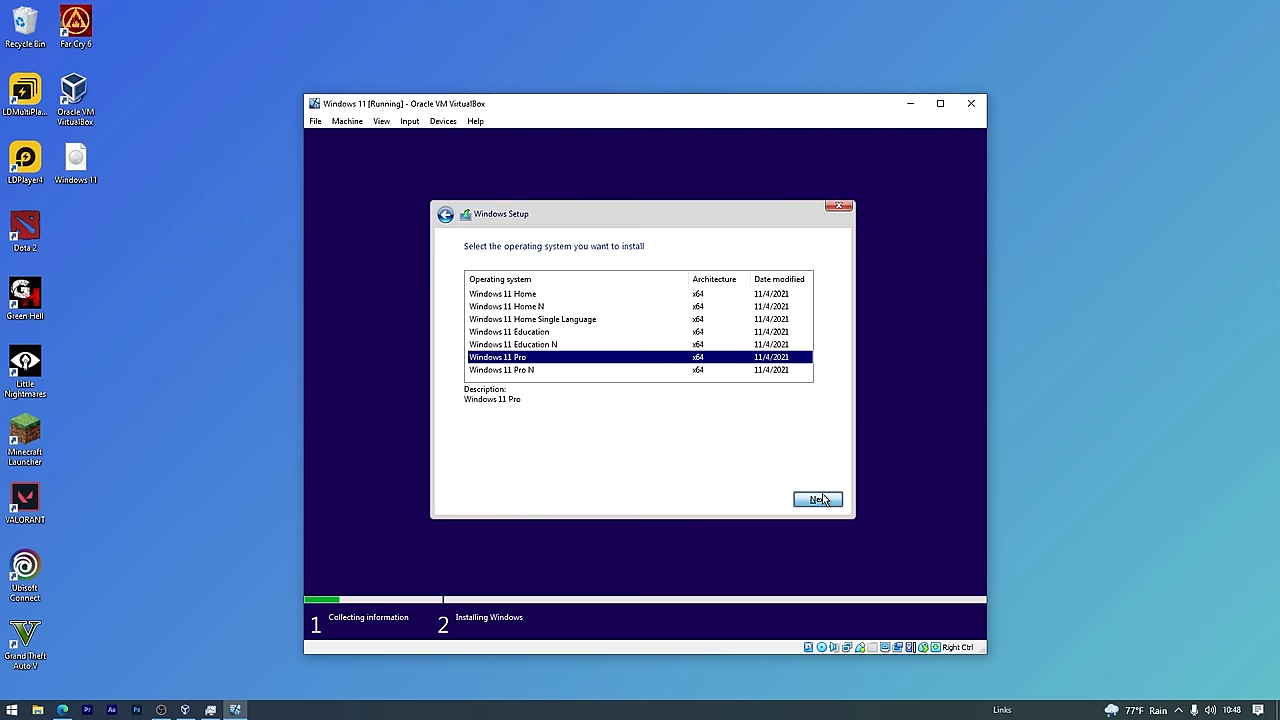 Recycle Bin
Far Cry 6
LDMultiPla...
Oracle VM
VirtualBox
LDPlayer4
Windows 11
Dota 2
Green Hell
Little
Nightmares
Minecraft
Launcher
VALORANT
Ubisoft
Connect
Grand Theft
Auto V
Windows 11 [Running] - Oracle VM VirtualBox
File Machine View Input Devices Help
Windows Setup
Select the operating system you want to install
Operating system Architecture Date modified
Windows 11 Home x64 11/4/2021
Windows 11 Home N x64 11/4/2021
Windows 11 Home Single Language x64 11/4/2021
Windows 11 Education x64 11/4/2021
Windows 11 Education N x64 11/4/2021
Windows 11 Pro x64 11/4/2021
Windows 11 Pro N x64 11/4/2021
Description:
Windows 11 Pro
1 Collecting information 2 Installing Windows
Right Ctrl
Pr Ae Ps Links 77°F Rain 10:48